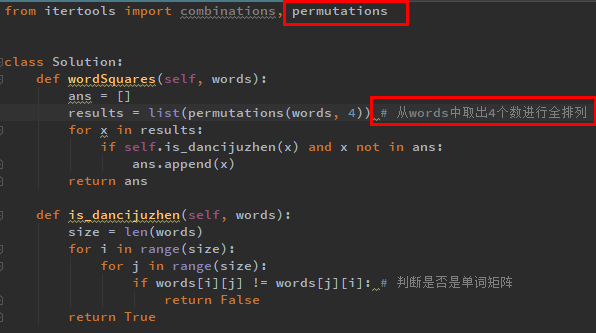 from itertools import combinations, permutations
class Solution:
    def wordSquares(self, words):
        ans = []
        results = list(permutations(words, 4)) # 从words中取出4个数进行全排列
        for x in results:
            if self.is_dancijuzhen(x) and x not in ans:
                ans.append(x)
        return ans
    def is_dancijuzhen(self, words):
        size = len(words)
        for i in range(size):
            for j in range(size):
                if words[i][j] != words[j][i]: # 判断是否是单词矩阵
                    return False
        return True